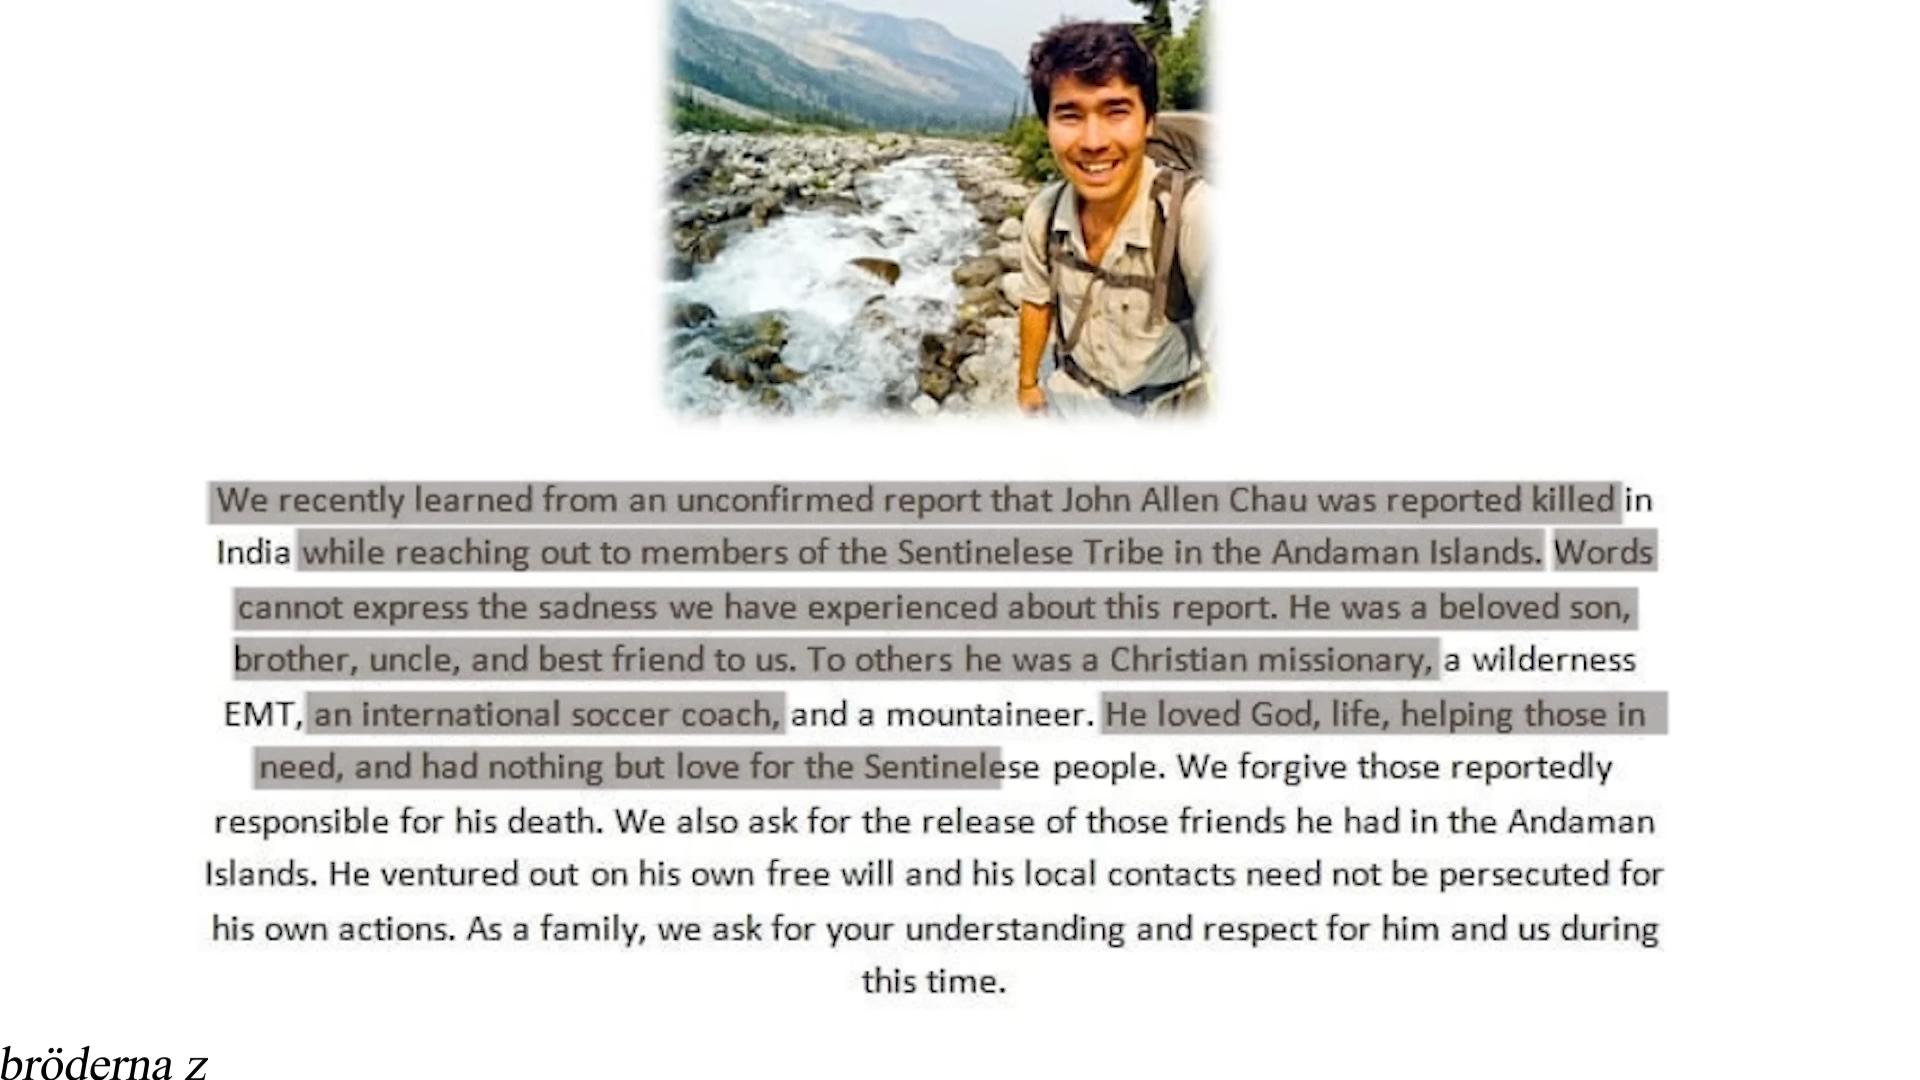 We recently learned from an unconfirmed report that John Allen Chau was reported killed in
India while reaching out to members of the Sentinelese Tribe in the Andaman Islands. Words
cannot express the sadness we have experienced about this report. He was a beloved son,
brother, uncle, and best friend to us. To others he was a Christian missionary, a wilderness
EMT, an international soccer coach, and a mountaineer. He loved God, life, helping those in
need, and had nothing but love for the Sentinelese people. We forgive those reportedly
responsible for his death. We also ask for the release of those friends he had in the Andaman
Islands. He ventured out on his own free will and his local contacts need not be persecuted for
his own actions. As a family, we ask for your understanding and respect for him and us during
this time.
bröderna z